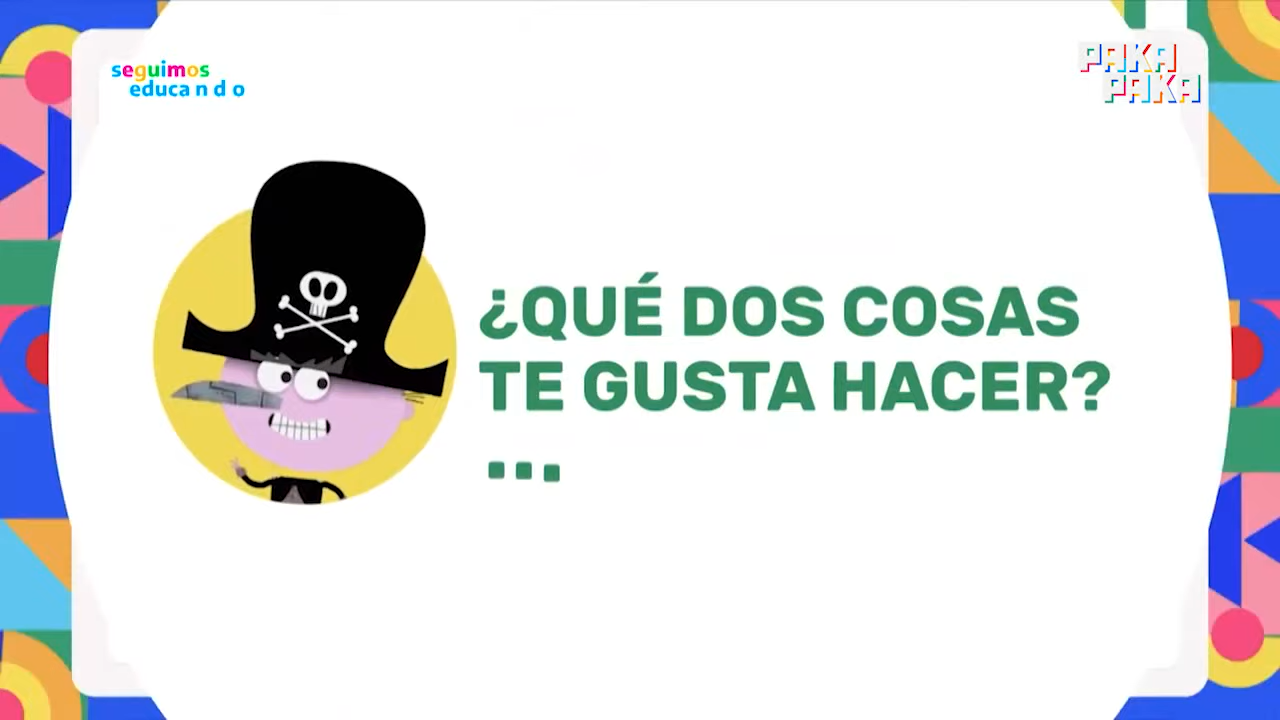 seguimos
educando
PAKA
PAKA
¿QUÉ DOS COSAS
TE GUSTA HACER?
...